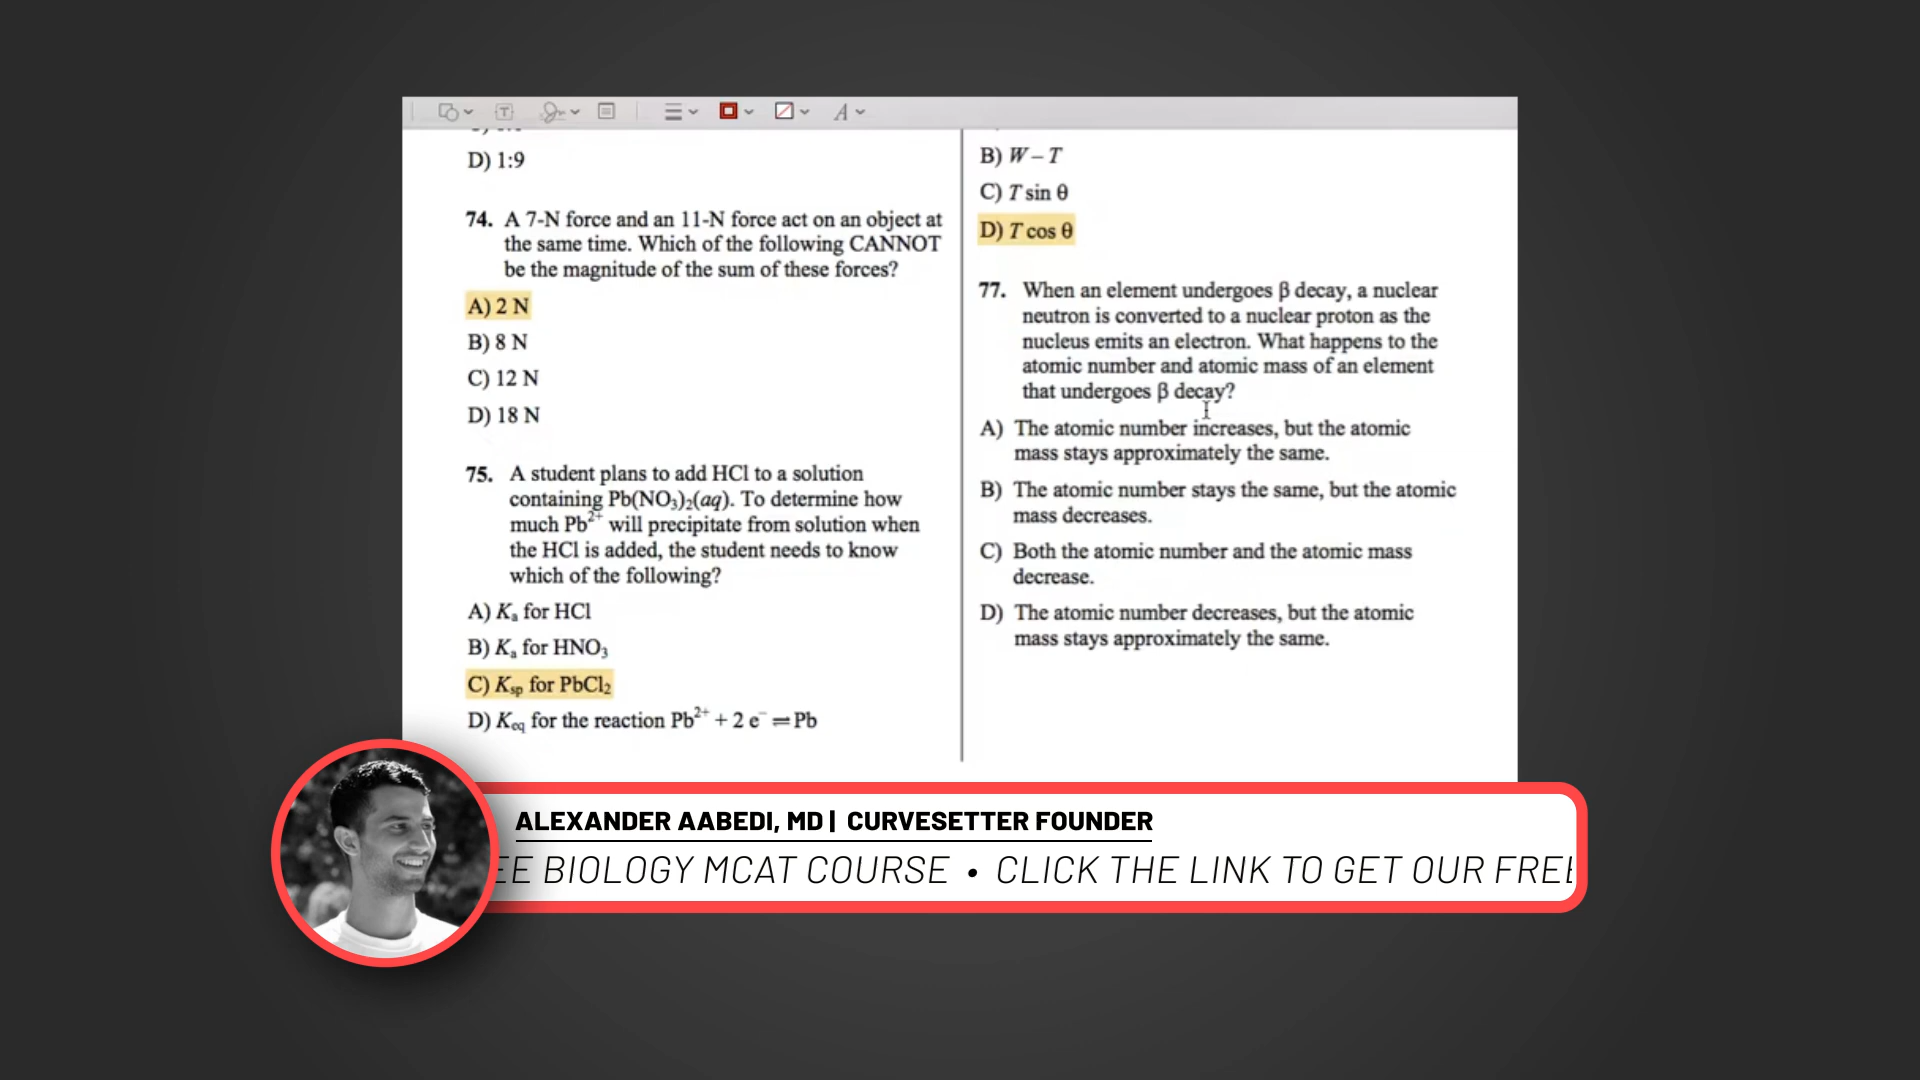 D) 1:9
74. A 7-N force and an 11-N force act on an object at
the same time. Which of the following CANNOT
be the magnitude of the sum of these forces?
A) 2 N
B) 8 N
C) 12 N
D) 18 N
75. A student plans to add HCl to a solution
containing Pb(NO₃)₂(aq). To determine how
much Pb²⁺ will precipitate from solution when
the HCl is added, the student needs to know
which of the following?
A) Kₐ for HCl
B) Kₐ for HNO₃
C) Ksp for PbCl₂
D) Keq for the reaction Pb²⁺ + 2 e⁻ ⇌ Pb
B) W – T
C) T sin θ
D) T cos θ
77. When an element undergoes β decay, a nuclear
neutron is converted to a nuclear proton as the
nucleus emits an electron. What happens to the
atomic number and atomic mass of an element
that undergoes β decay?
A) The atomic number increases, but the atomic
mass stays approximately the same.
B) The atomic number stays the same, but the atomic
mass decreases.
C) Both the atomic number and the atomic mass
decrease.
D) The atomic number decreases, but the atomic
mass stays approximately the same.
ALEXANDER AABEDI, MD | CURVESETTER FOUNDER
EE BIOLOGY MCAT COURSE • CLICK THE LINK TO GET OUR FREE